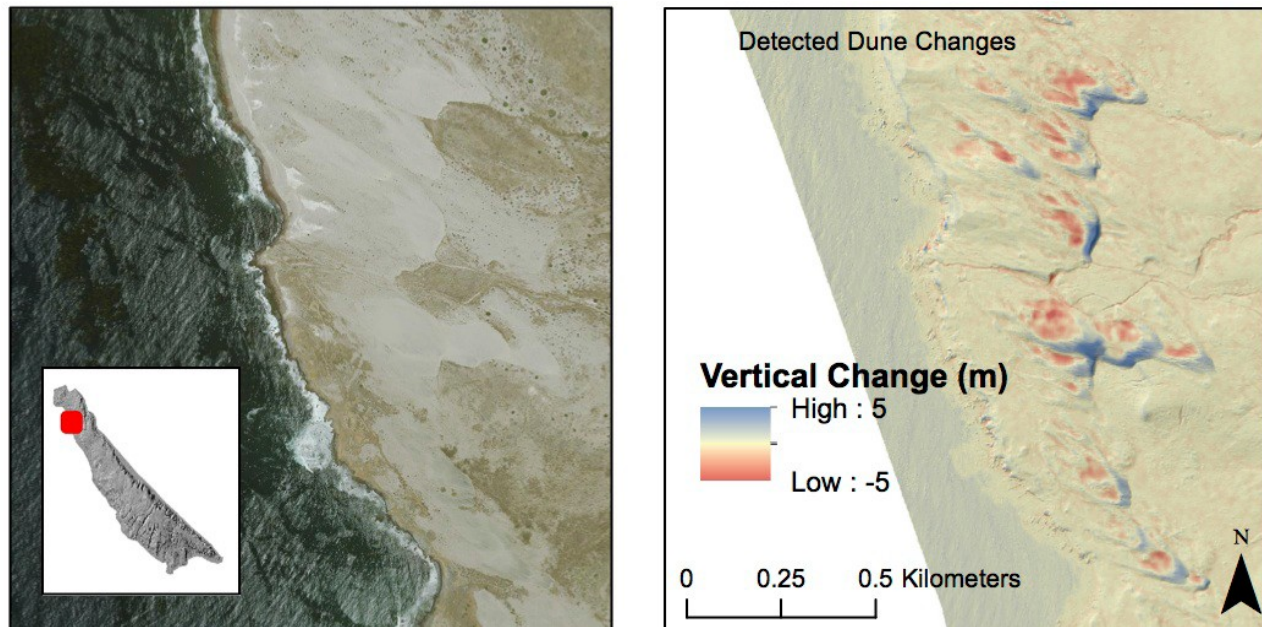 Detected Dune Changes
Vertical Change (m)
High : 5
Low : -5
0 0.25 0.5 Kilometers
N